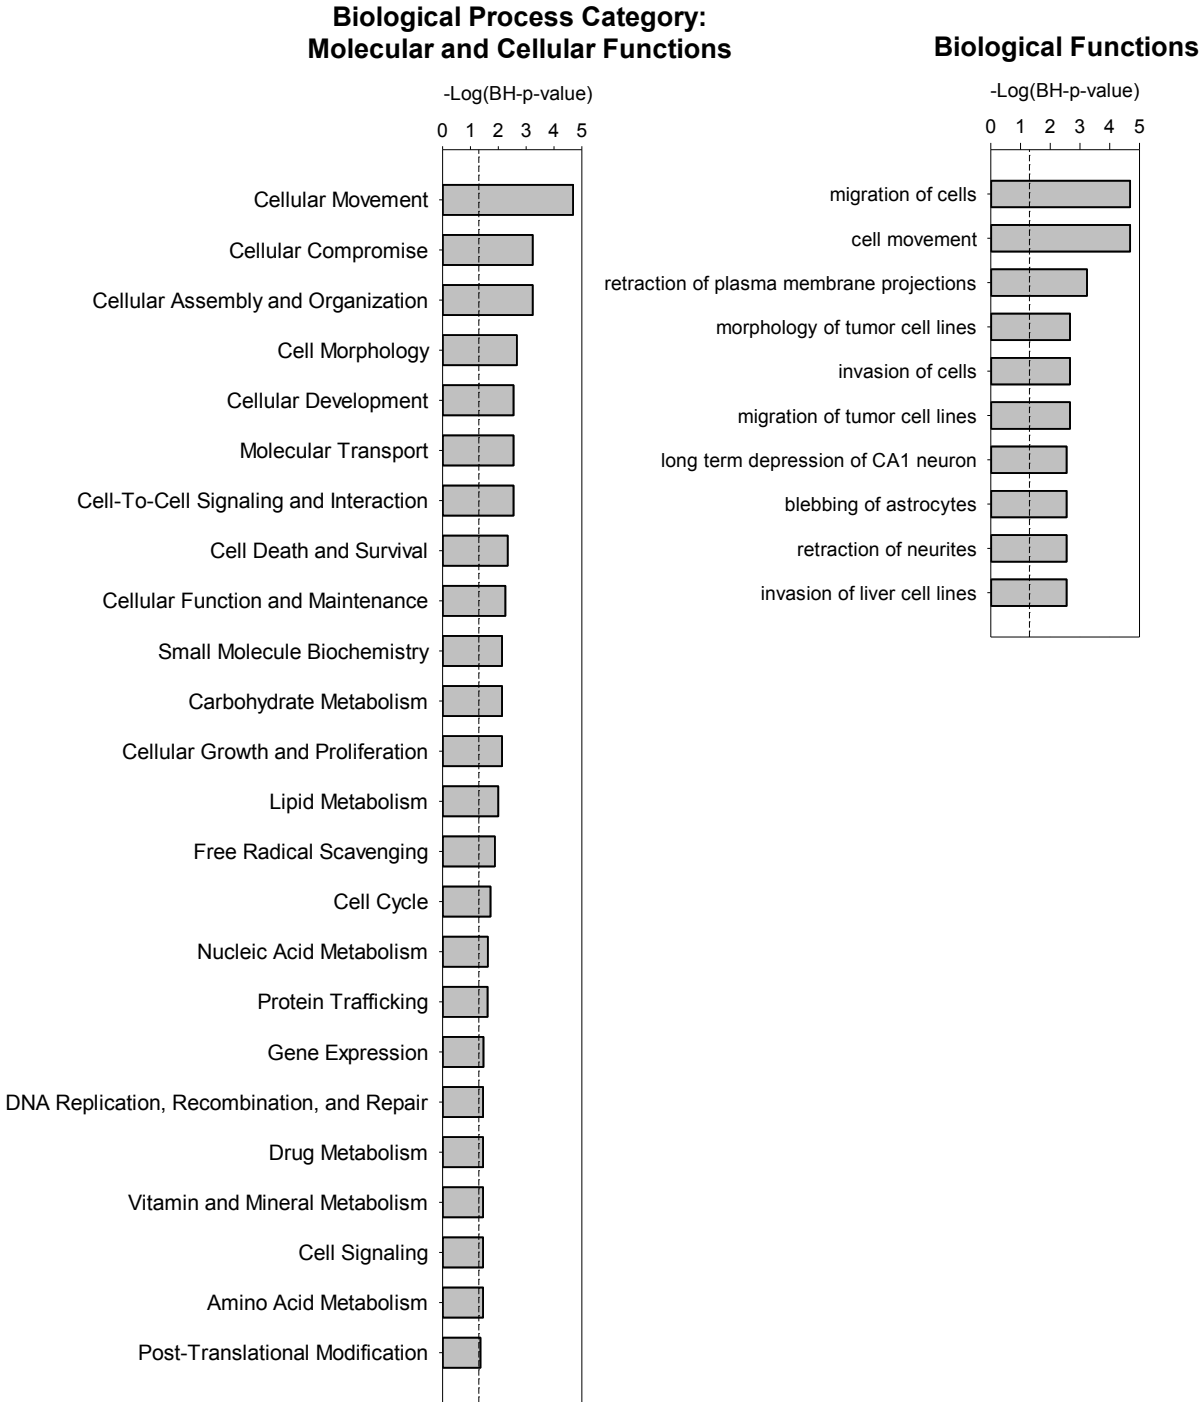 Biological Process Category:
Molecular and Cellular Functions
-Log(BH-p-value)
0 1 2 3 4 5
Cellular Movement
Cellular Compromise
Cellular Assembly and Organization
Cell Morphology
Cellular Development
Molecular Transport
Cell-To-Cell Signaling and Interaction
Cell Death and Survival
Cellular Function and Maintenance
Small Molecule Biochemistry
Carbohydrate Metabolism
Cellular Growth and Proliferation
Lipid Metabolism
Free Radical Scavenging
Cell Cycle
Nucleic Acid Metabolism
Protein Trafficking
Gene Expression
DNA Replication, Recombination, and Repair
Drug Metabolism
Vitamin and Mineral Metabolism
Cell Signaling
Amino Acid Metabolism
Post-Translational Modification
Biological Functions
-Log(BH-p-value)
0 1 2 3 4 5
migration of cells
cell movement
retraction of plasma membrane projections
morphology of tumor cell lines
invasion of cells
migration of tumor cell lines
long term depression of CA1 neuron
blebbing of astrocytes
retraction of neurites
invasion of liver cell lines